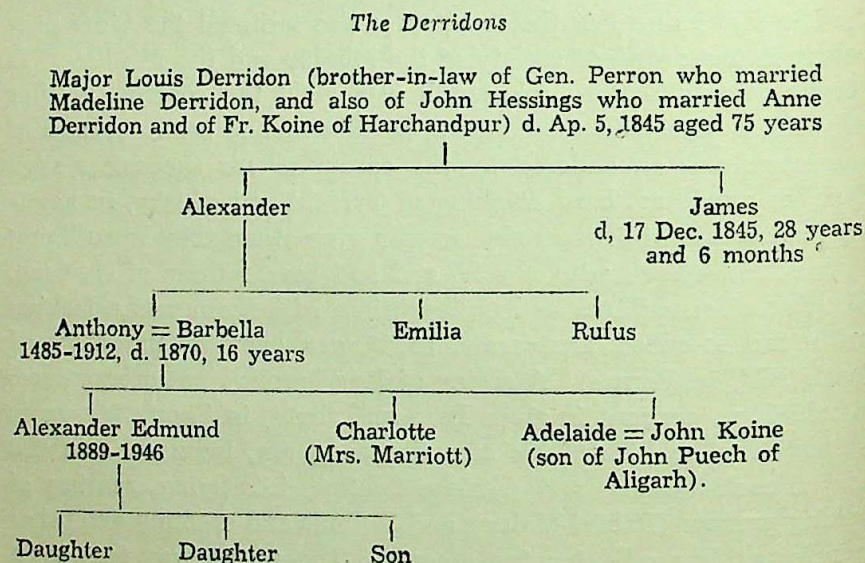 The Derridons
Major Louis Derridon (brother-in-law of Gen. Perron who married
Madeline Derridon, and also of John Hessings who married Anne
Derridon and of Fr. Koine of Harchandpur) d. Ap. 5, 1845 aged 75 years
Alexander
James
d, 17 Dec. 1845, 28 years
and 6 months
Anthony = Barbella
1485-1912, d. 1870, 16 years
Emilia
Rufus
Alexander Edmund
1889-1946
Charlotte
(Mrs. Marriott)
Adelaide = John Koine
(son of John Puech of
Aligarh).
Daughter
Daughter
Son